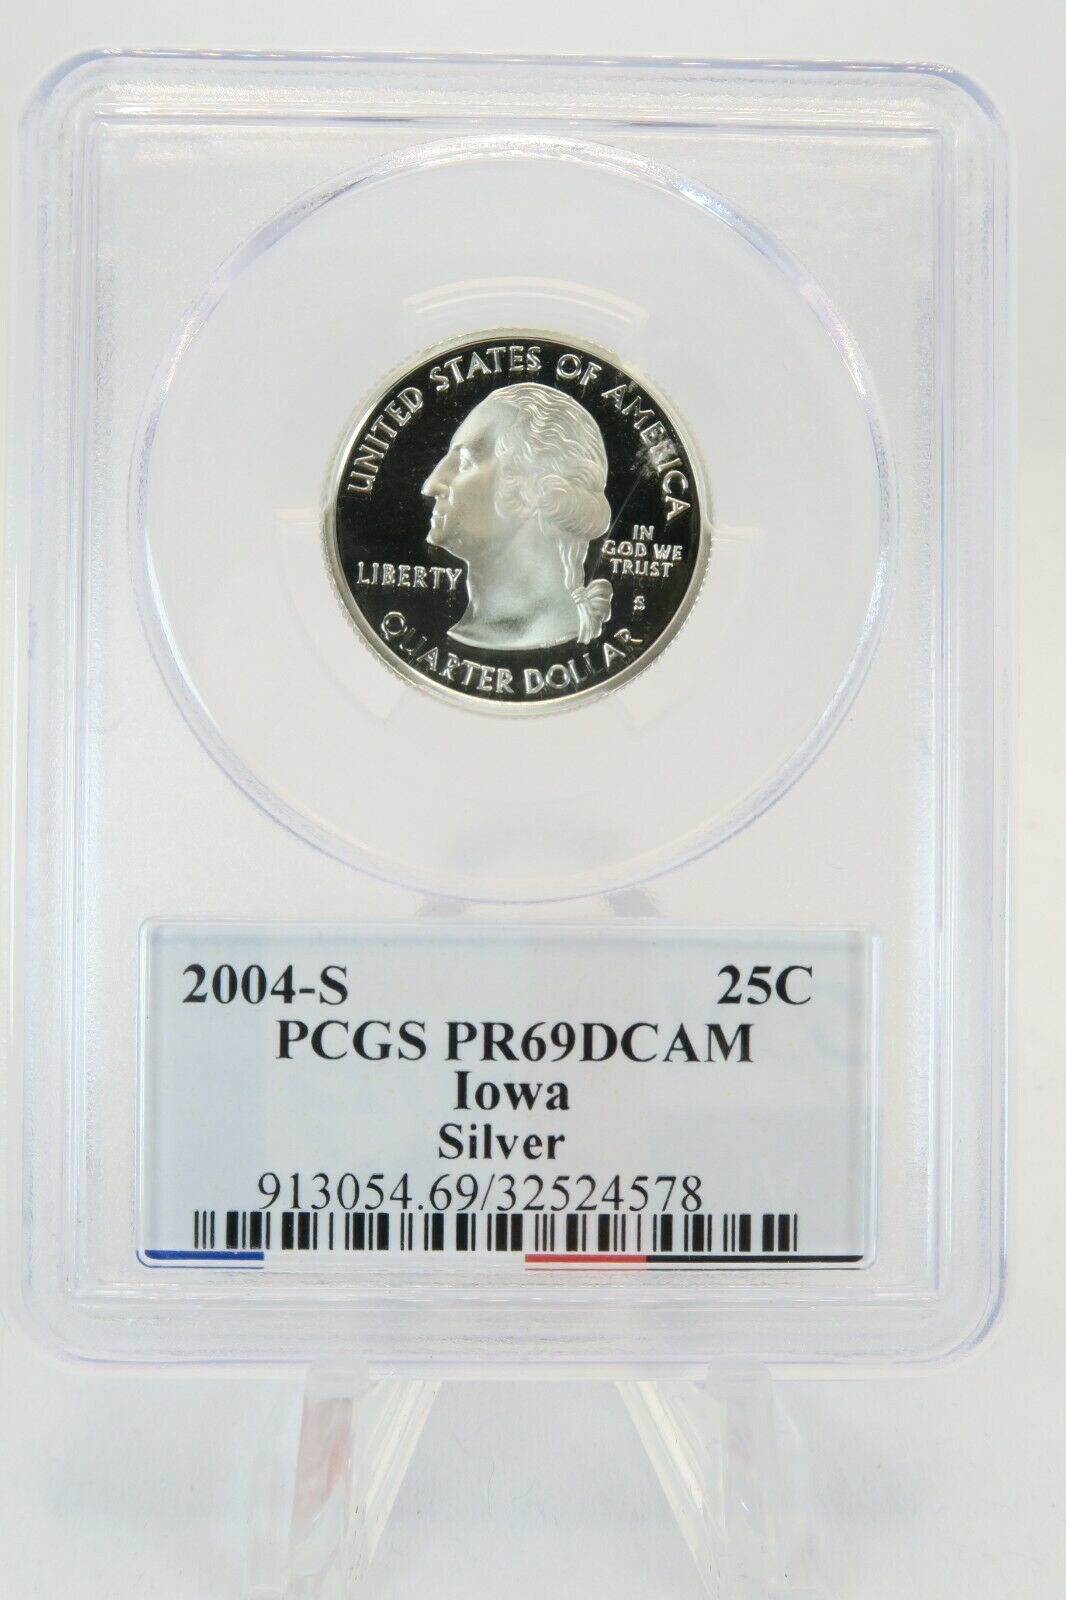 UNITED STATES OF AMERICA
LIBERTY
IN
GOD WE
TRUST
S
QUARTER DOLLAR
2004-S 25C
PCGS PR69DCAM
Iowa
Silver
913054.69/32524578